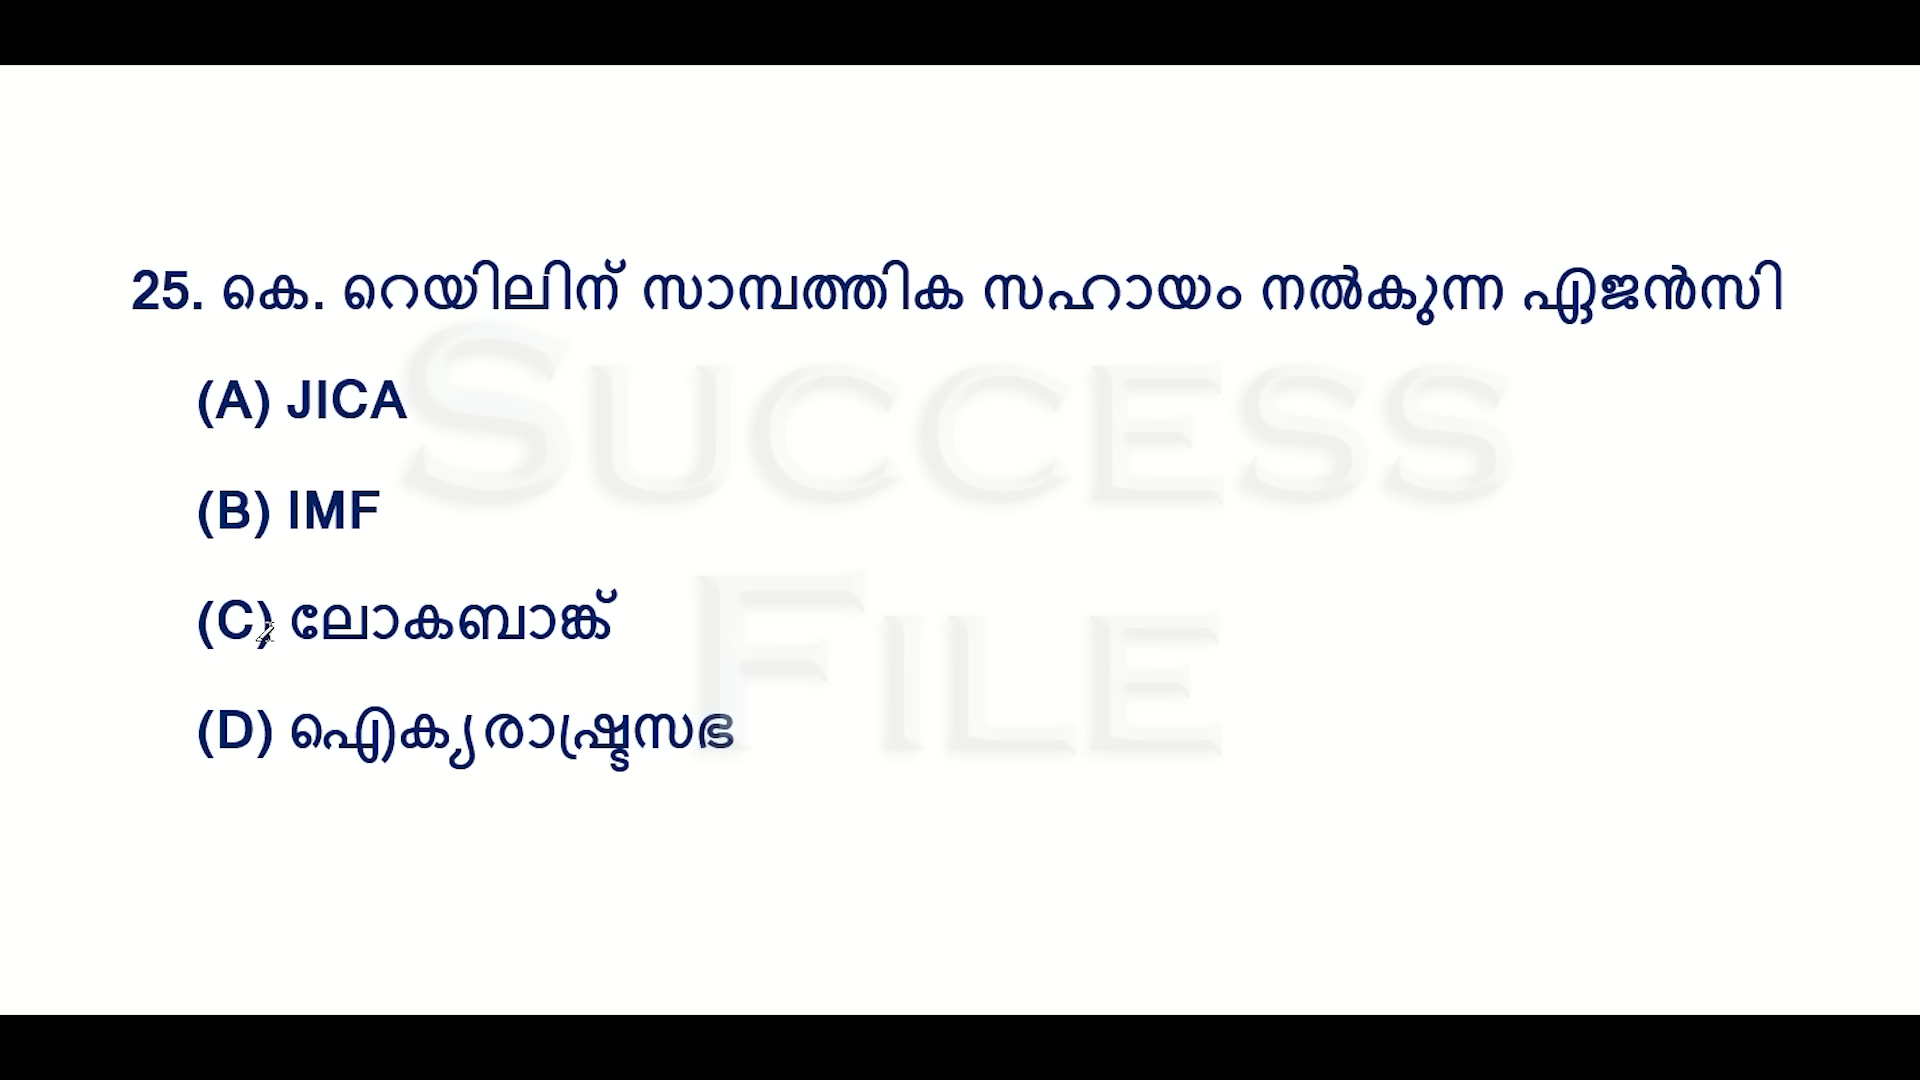 25. കെ. റെയിലിന് സാമ്പത്തിക സഹായം നൽകുന്ന ഏജൻസി
(A) JICA
(B) IMF
(C) ലോകബാങ്ക്
(D) ഐക്യരാഷ്ട്രസഭ
SUCCESS
FILE